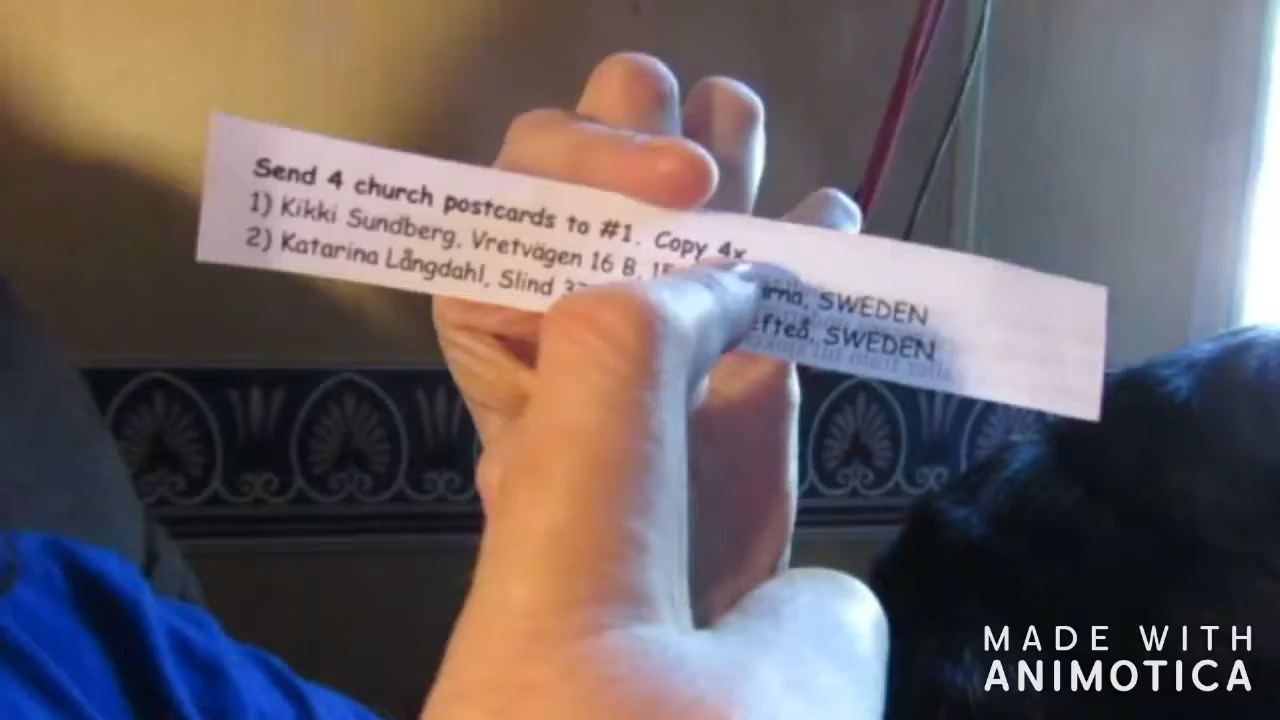 Send 4 church postcards to #1. Copy 4x
1) Kikki Sundberg, Vretvägen 16 B, 15 SWEDEN
2) Katarina Långdahl, Slind SWEDEN
MADE WITH
ANIMOTICA